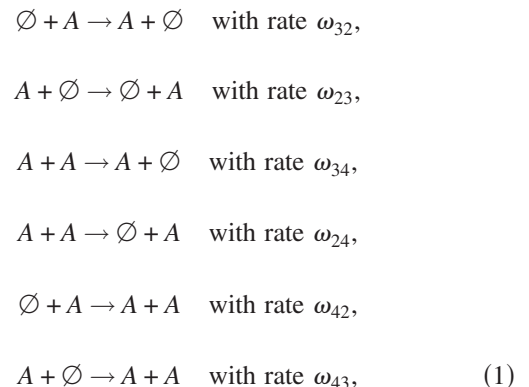 ∅ + A → A + ∅ with rate ω₃₂,
A + ∅ → ∅ + A with rate ω₂₃,
A + A → A + ∅ with rate ω₃₄,
A + A → ∅ + A with rate ω₂₄,
∅ + A → A + A with rate ω₄₂,
A + ∅ → A + A with rate ω₄₃, (1)